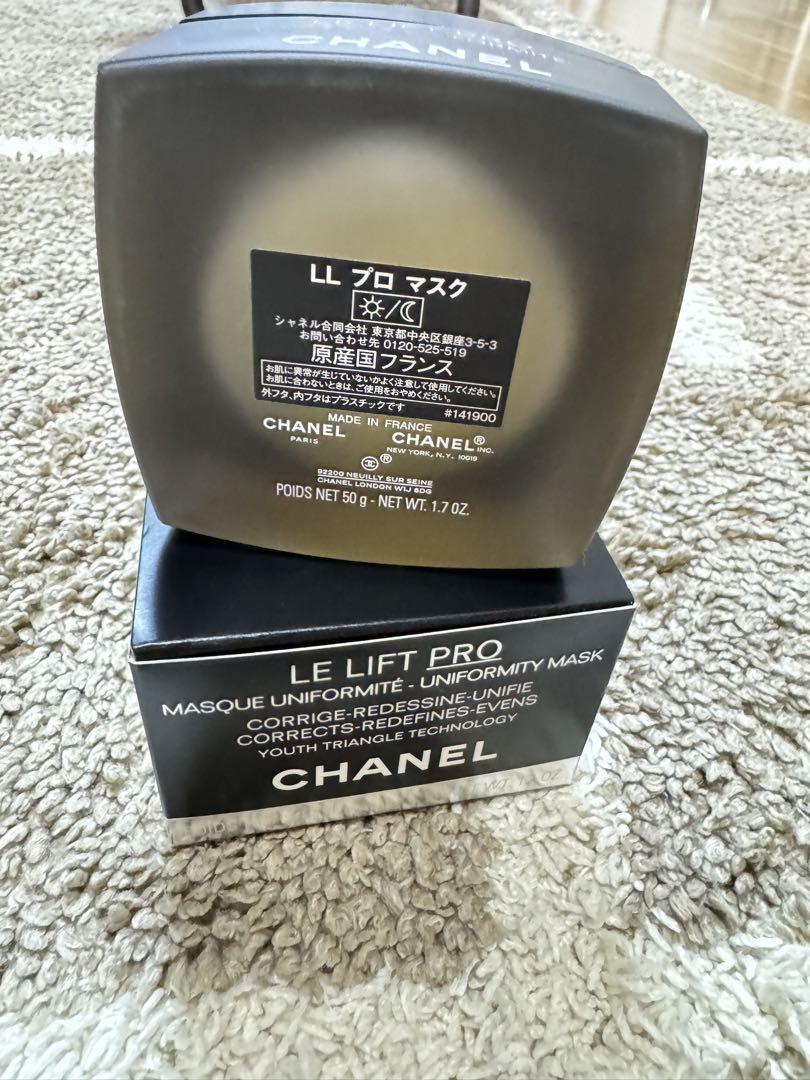 CHANEL
LL プロ マスク
シャネル合同会社 東京都中央区銀座3-5-3
お問い合わせ先 0120-525-519
原産国フランス
お肌に異常が生じていないかよく注意して使用してください。
お肌に合わないときは、ご使用をおやめください。
外フタ、内フタはプラスチックです
#141900
MADE IN FRANCE
CHANEL CHANEL® INC.
PARIS NEW YORK, N.Y. 10019
®
92200 NEUILLY SUR SEINE
CHANEL LONDON W1J 6DG
POIDS NET 50 g - NET WT. 1.7 OZ.
LE LIFT PRO
MASQUE UNIFORMITÉ - UNIFORMITY MASK
CORRIGE-REDESSINE-UNIFIE
CORRECTS-REDEFINES-EVENS
YOUTH TRIANGLE TECHNOLOGY
CHANEL